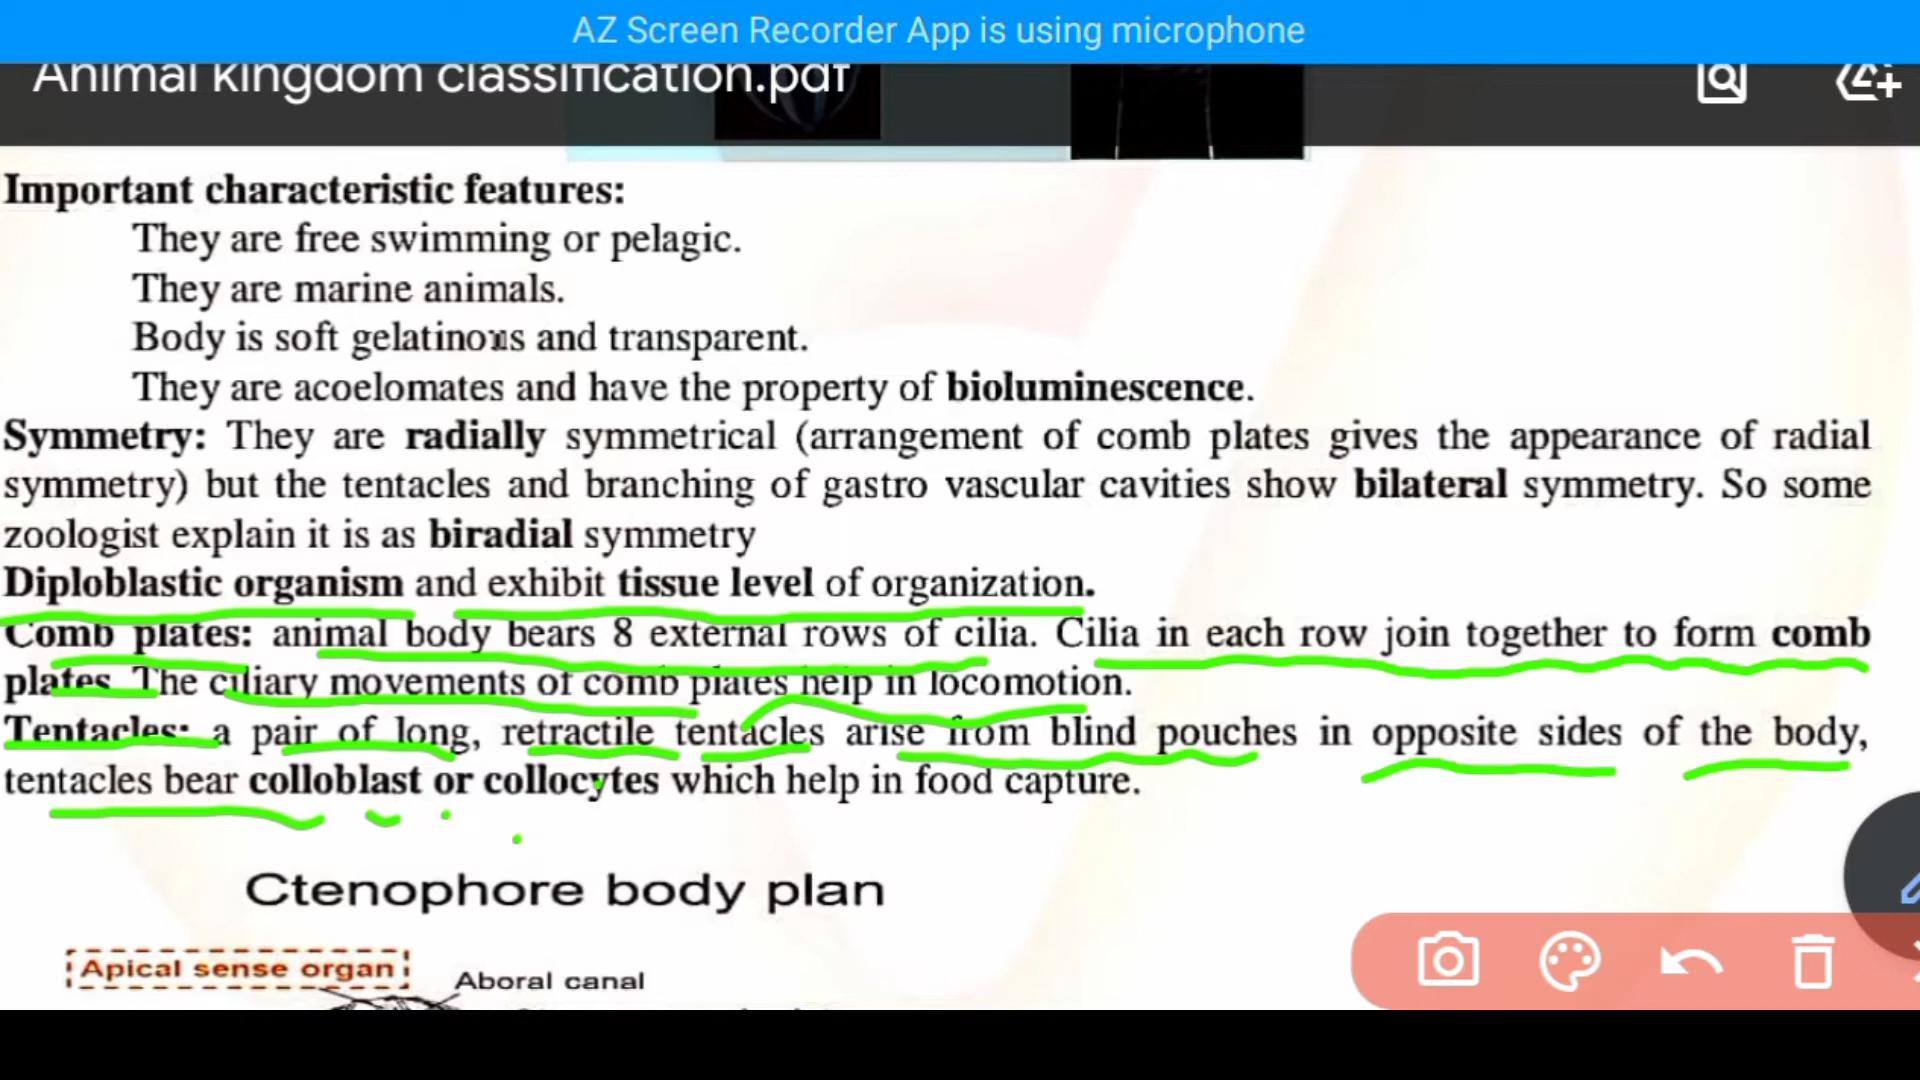 AZ Screen Recorder App is using microphone
Animal kingdom classification.pdf
Important characteristic features:
They are free swimming or pelagic.
They are marine animals.
Body is soft gelatinous and transparent.
They are acoelomates and have the property of bioluminescence.
Symmetry: They are radially symmetrical (arrangement of comb plates gives the appearance of radial
symmetry) but the tentacles and branching of gastro vascular cavities show bilateral symmetry. So some
zoologist explain it is as biradial symmetry
Diploblastic organism and exhibit tissue level of organization.
Comb plates: animal body bears 8 external rows of cilia. Cilia in each row join together to form comb
plates. The ciliary movements of comb plates help in locomotion.
Tentacles: a pair of long, retractile tentacles arise from blind pouches in opposite sides of the body,
tentacles bear colloblast or collocytes which help in food capture.
Ctenophore body plan
Apical sense organ
Aboral canal